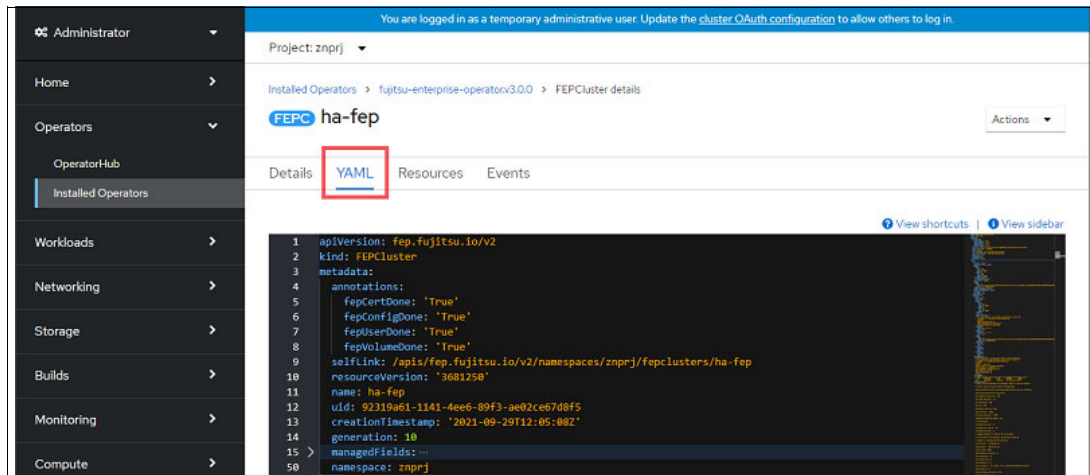 You are logged in as a temporary administrative user. Update the cluster OAuth configuration to allow others to log in.
Administrator
Home
Operators
OperatorHub
Installed Operators
Workloads
Networking
Storage
Builds
Monitoring
Compute
Project: znprj
Installed Operators > fujitsu-enterprise-operator.v3.0.0 > FEPCluster details
FEPC ha-fep
Actions
Details YAML Resources Events
View shortcuts | View sidebar
1 apiVersion: fep.fujitsu.io/v2
2 kind: FEPCluster
3 metadata:
4 annotations:
5 fepCertDone: 'True'
6 fepConfigDone: 'True'
7 fepUserDone: 'True'
8 fepVolumeDone: 'True'
9 selfLink: /apis/fep.fujitsu.io/v2/namespaces/znprj/fepclusters/ha-fep
10 resourceVersion: '3681250'
11 name: ha-fep
12 uid: 92319a61-1141-4ee6-89f3-ae02ce67d8f5
13 creationTimestamp: '2021-09-29T12:05:08Z'
14 generation: 10
15 > managedFields: ...
50 namespace: znprj